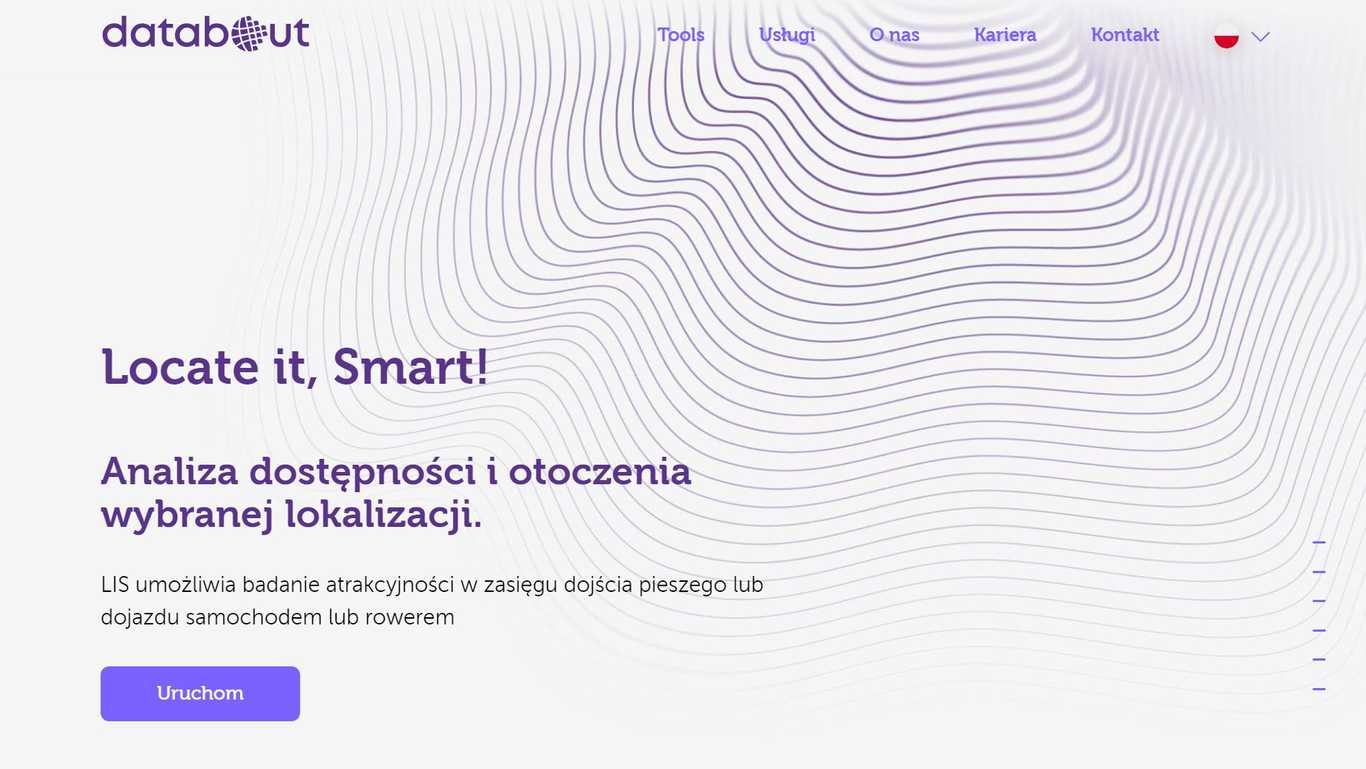 databout
Tools
Usługi
O nas
Kariera
Kontakt
Locate it, Smart!
Analiza dostępności i otoczenia
wybranej lokalizacji.
LIS umożliwia badanie atrakcyjności w zasięgu dojścia pieszego lub
dojazdu samochodem lub rowerem
Uruchom